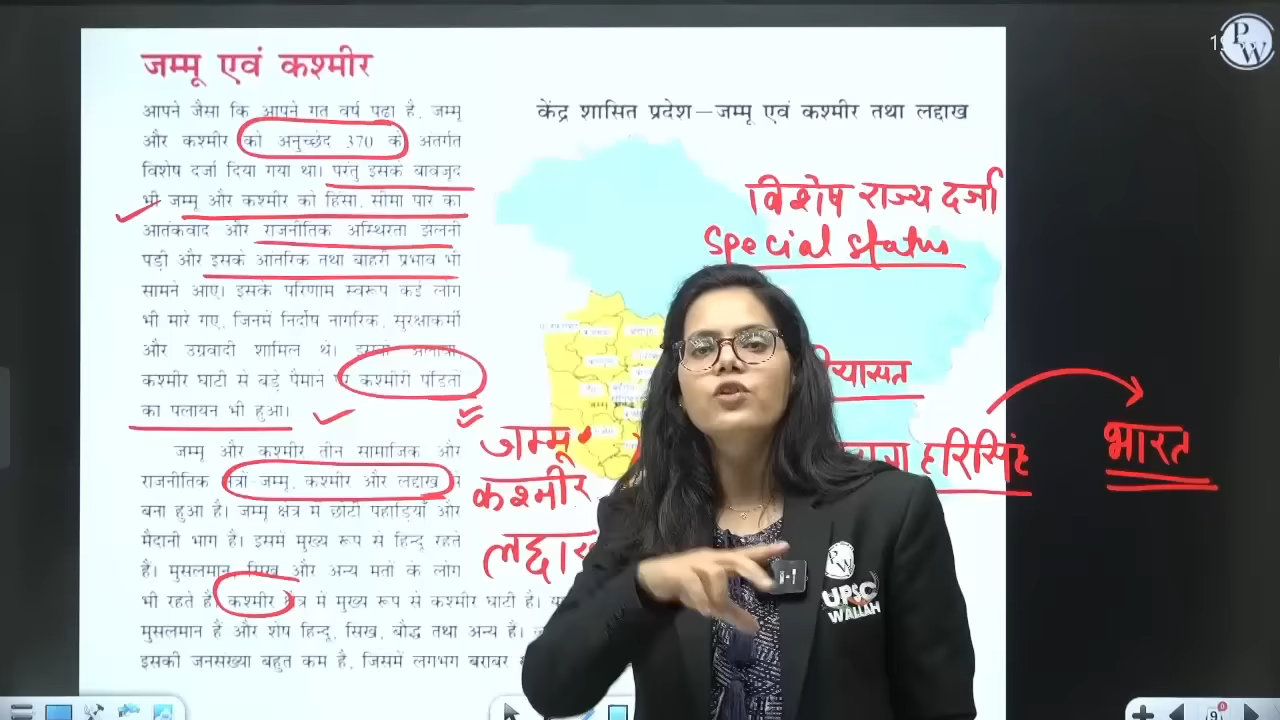 जम्मू एवं कश्मीर
आपने जैसा कि आपने गत वर्ष पढ़ा है, जम्मू
और कश्मीर को अनुच्छेद 370 के अंतर्गत
विशेष दर्जा दिया गया था। परंतु इसके बावजूद
भी जम्मू और कश्मीर को हिंसा, सीमा पार का
आतंकवाद और राजनीतिक अस्थिरता झेलनी
पड़ी और इसके आंतरिक तथा बाहरी प्रभाव भी
सामने आए। इसके परिणाम स्वरूप कई लोग
भी मारे गए, जिनमें निर्दोष नागरिक, सुरक्षाकर्मी
और उग्रवादी शामिल थे। इसके अलावा,
कश्मीर घाटी से बड़े पैमाने पर कश्मीरी पंडितों
का पलायन भी हुआ।
जम्मू और कश्मीर तीन सामाजिक और
राजनीतिक क्षेत्रों जम्मू, कश्मीर और लद्दाख से
बना हुआ है। जम्मू क्षेत्र में छोटी पहाड़ियाँ और
मैदानी भाग है। इसमें मुख्य रूप से हिन्दू रहते
हैं। मुसलमान, सिख और अन्य मतों के लोग
भी रहते हैं। कश्मीर क्षेत्र में मुख्य रूप से कश्मीर घाटी है।
मुसलमान हैं और शेष हिन्दू, सिख, बौद्ध तथा अन्य हैं।
इसकी जनसंख्या बहुत कम है, जिसमें लगभग बराबर
केंद्र शासित प्रदेश–जम्मू एवं कश्मीर तथा लद्दाख
विशेष राज्य दर्जा
Special status
यासत
हरिसिंह
भारत
जम्मू
कश्मीर
लद्दाख
PW
UPSC
WALLAH